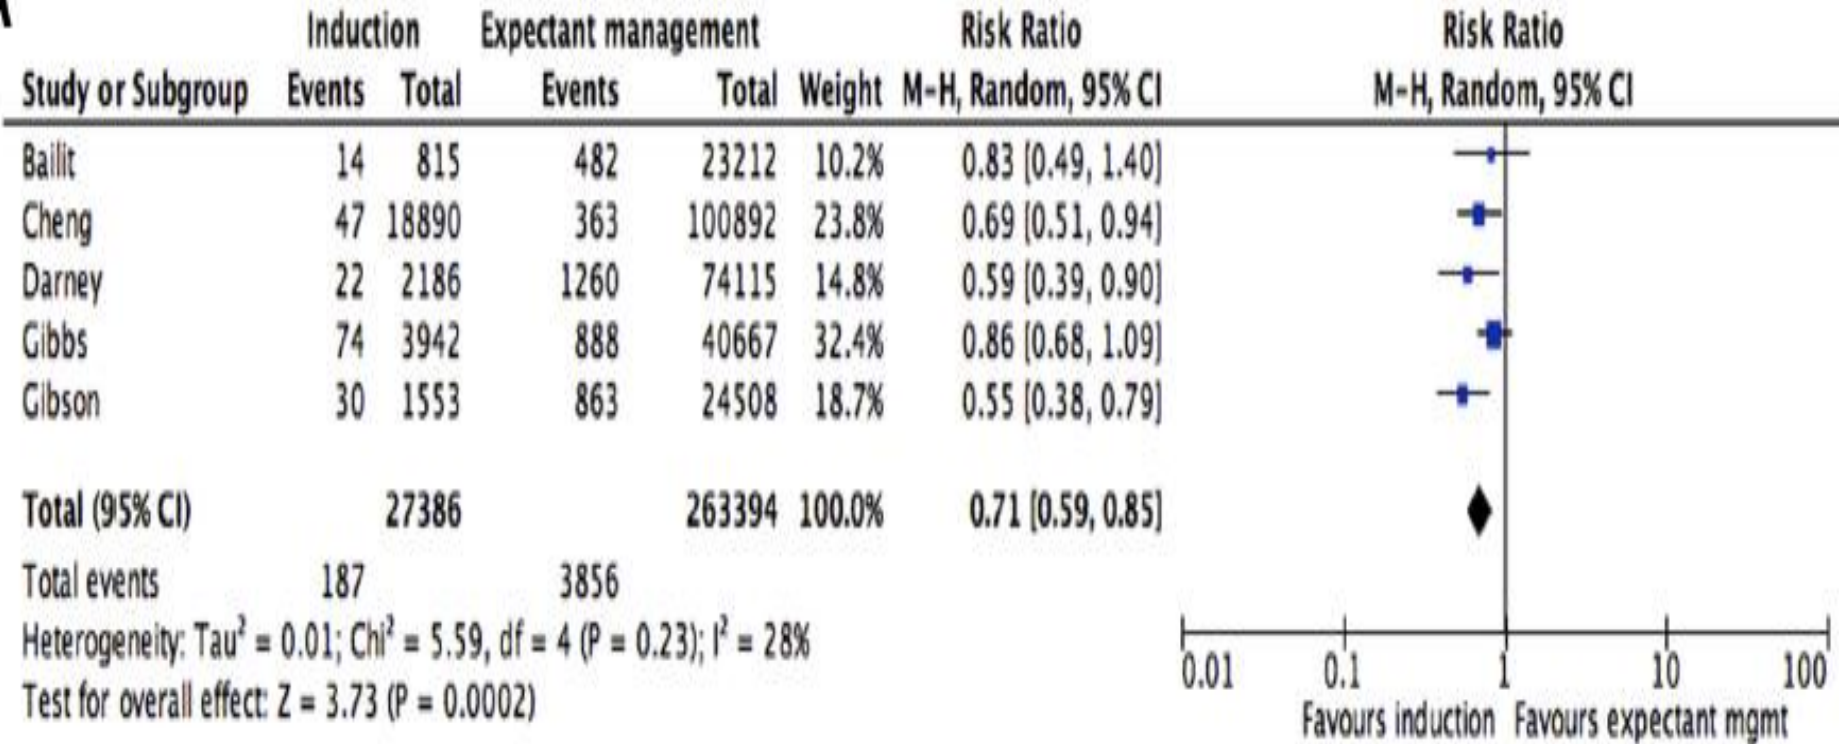 A
Induction Expectant management Risk Ratio Risk Ratio
Study or Subgroup Events Total Events Total Weight M-H, Random, 95% CI M-H, Random, 95% CI
Bailit 14 815 482 23212 10.2% 0.83 [0.49, 1.40]
Cheng 47 18890 363 100892 23.8% 0.69 [0.51, 0.94]
Darney 22 2186 1260 74115 14.8% 0.59 [0.39, 0.90]
Gibbs 74 3942 888 40667 32.4% 0.86 [0.68, 1.09]
Gibson 30 1553 863 24508 18.7% 0.55 [0.38, 0.79]
Total (95% CI) 27386 263394 100.0% 0.71 [0.59, 0.85]
Total events 187 3856
Heterogeneity: Tau² = 0.01; Chi² = 5.59, df = 4 (P = 0.23); I² = 28%
Test for overall effect: Z = 3.73 (P = 0.0002)
0.01 0.1 1 10 100
Favours induction Favours expectant mgmt